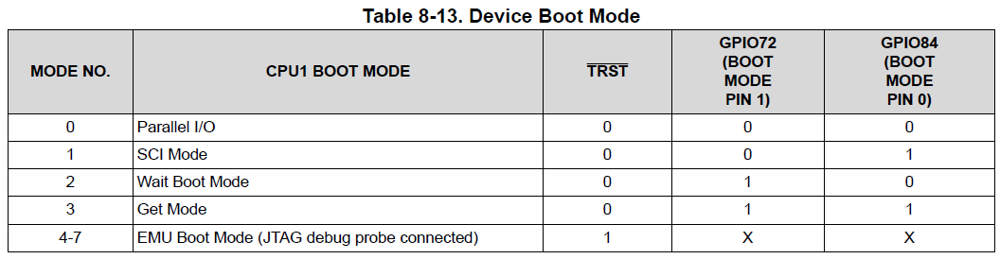 Table 8-13. Device Boot Mode
MODE NO. CPU1 BOOT MODE TRST GPIO72 (BOOT MODE PIN 1) GPIO84 (BOOT MODE PIN 0)
0 Parallel I/O 0 0 0
1 SCI Mode 0 0 1
2 Wait Boot Mode 0 1 0
3 Get Mode 0 1 1
4-7 EMU Boot Mode (JTAG debug probe connected) 1 X X